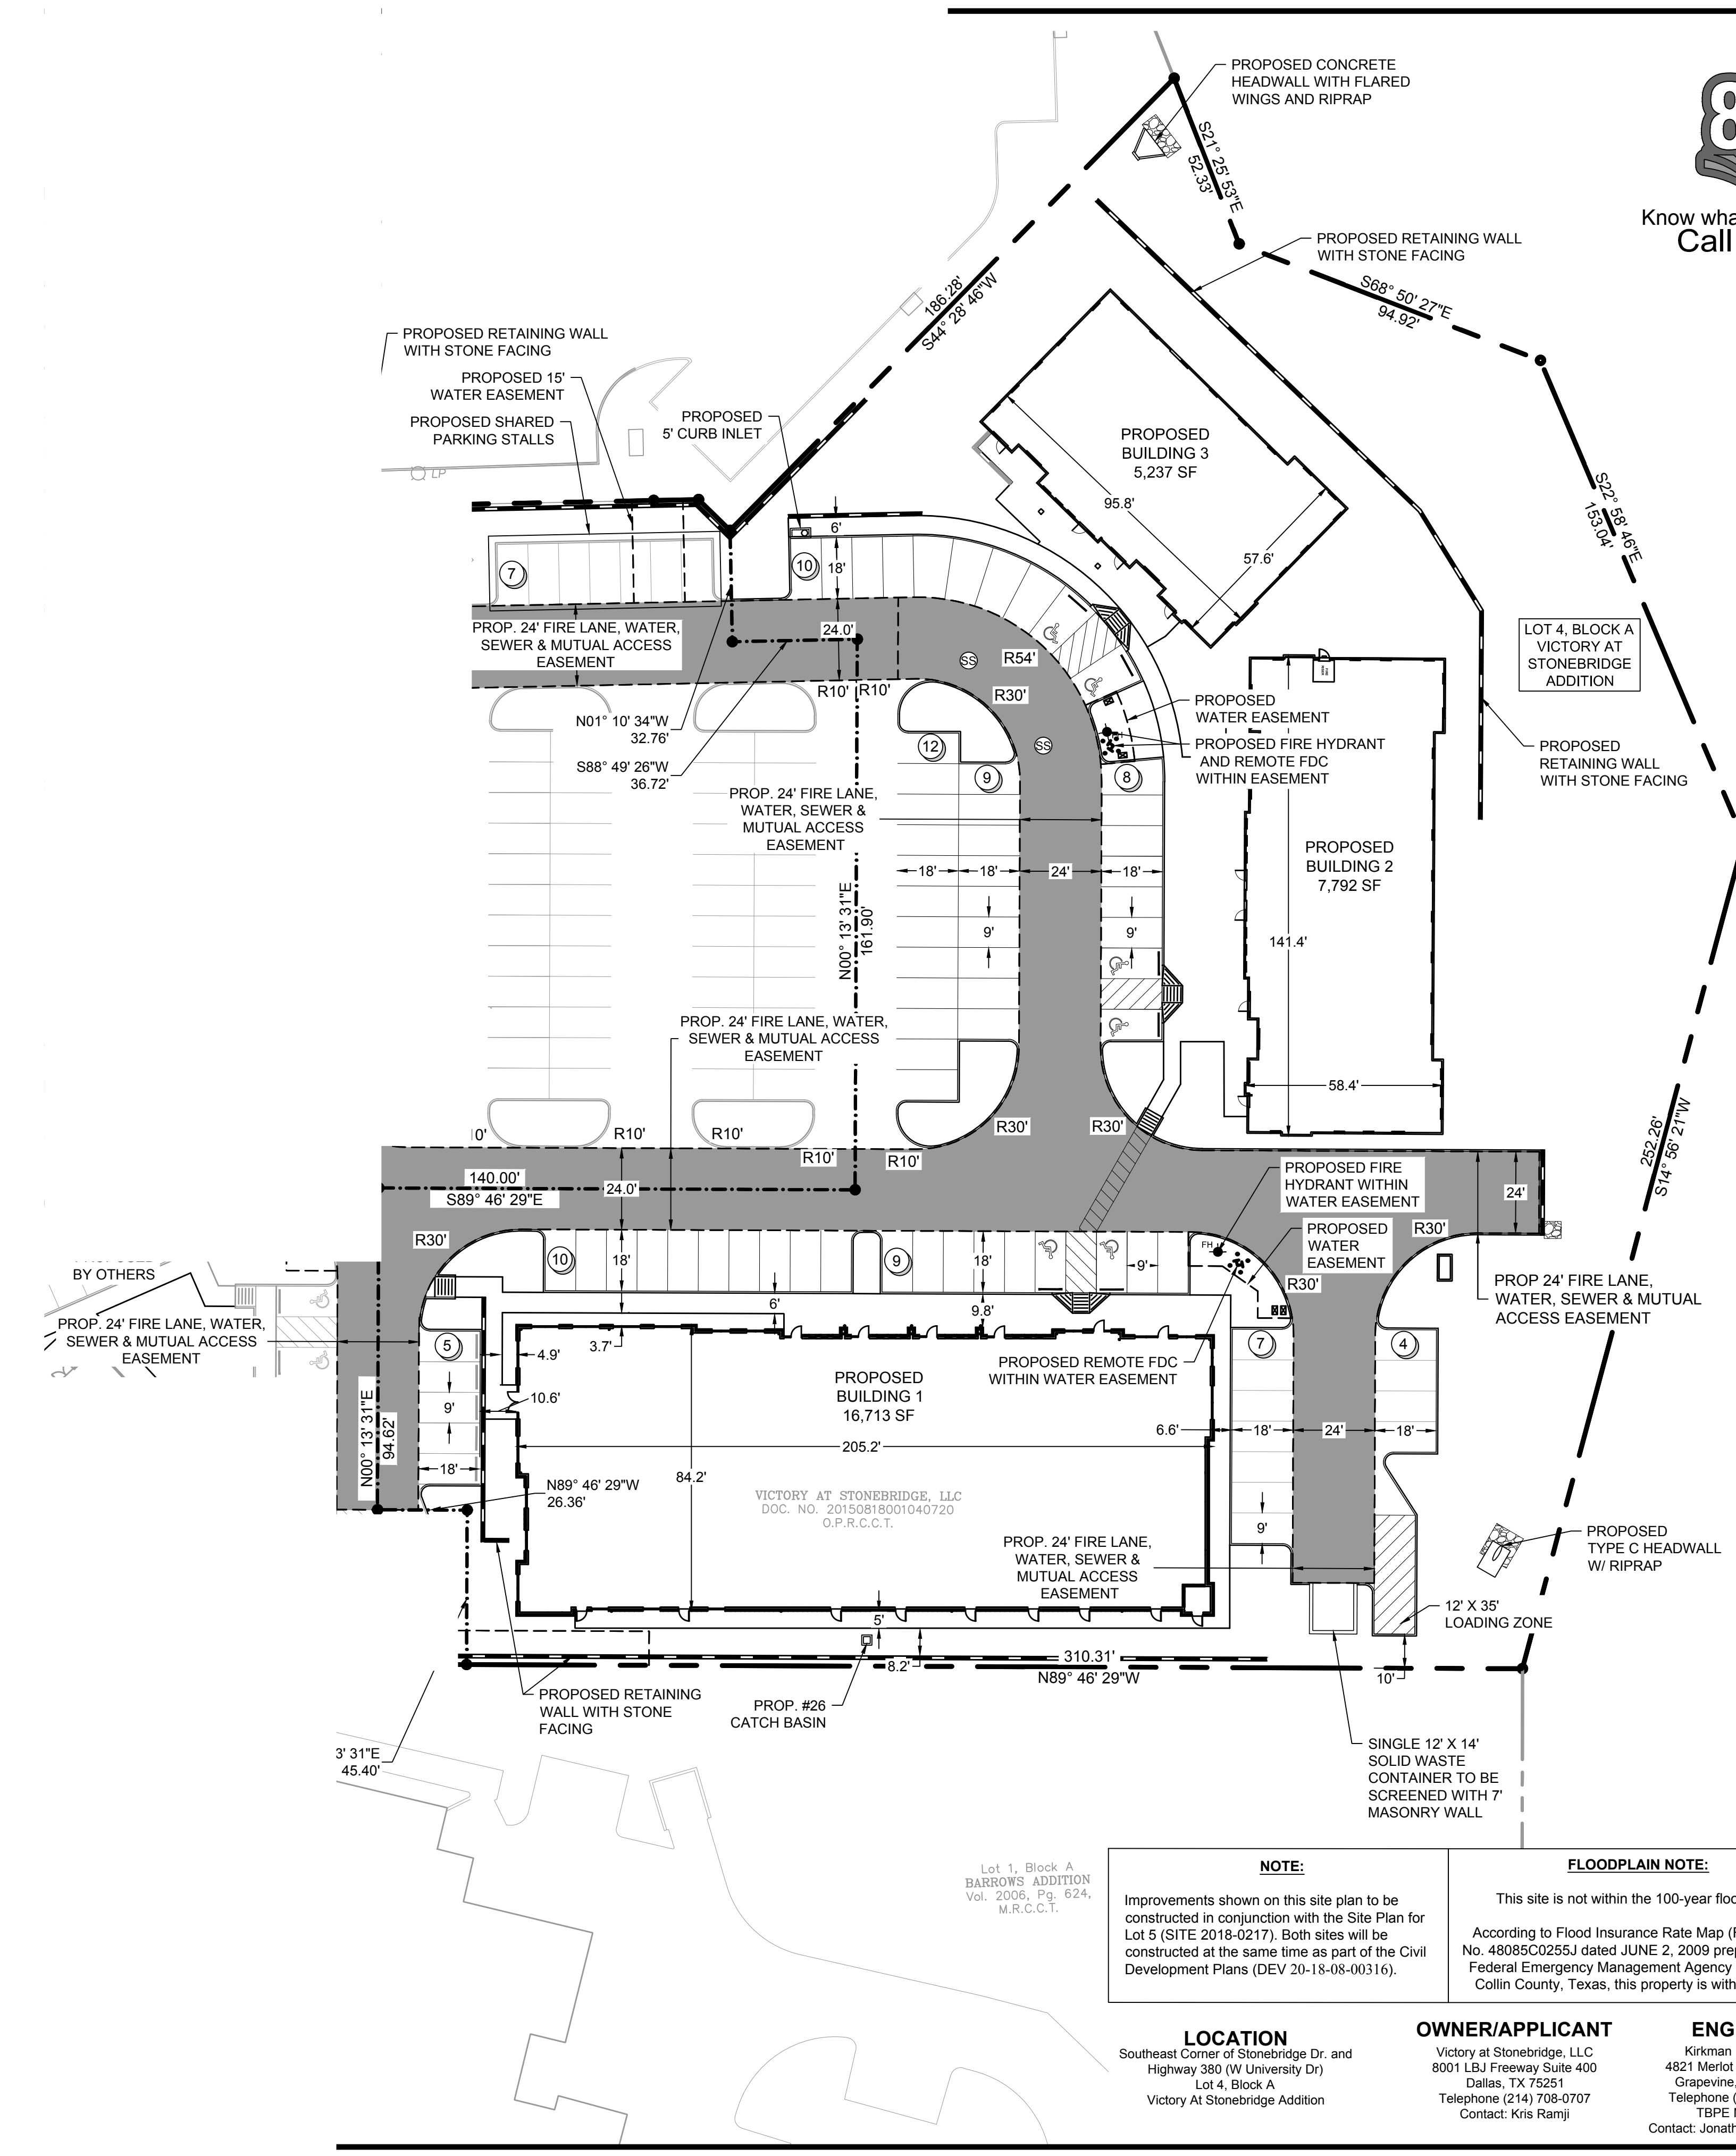 PROPOSED CONCRETE
HEADWALL WITH FLARED
WINGS AND RIPRAP
S21° 25' 53"E
52.33'
8
Know wha
Call
PROPOSED RETAINING WALL
WITH STONE FACING
S68° 50' 27"E
94.92'
186.28'
S44° 28' 46"W
PROPOSED RETAINING WALL
WITH STONE FACING
PROPOSED 15'
WATER EASEMENT
PROPOSED SHARED
PARKING STALLS
PROPOSED
5' CURB INLET
LP
PROPOSED
BUILDING 3
5,237 SF
95.8'
57.6'
S22° 58' 46"E
153.04'
6'
7
10
18'
PROP. 24' FIRE LANE, WATER,
SEWER & MUTUAL ACCESS
EASEMENT
24.0'
SS
R54'
R10'
R10'
R30'
LOT 4, BLOCK A
VICTORY AT
STONEBRIDGE
ADDITION
N01° 10' 34"W
32.76'
S88° 49' 26"W
36.72'
PROPOSED
WATER EASEMENT
PROPOSED FIRE HYDRANT
AND REMOTE FDC
WITHIN EASEMENT
12
SS
9
8
PROPOSED
RETAINING WALL
WITH STONE FACING
PROP. 24' FIRE LANE,
WATER, SEWER &
MUTUAL ACCESS
EASEMENT
PROPOSED
BUILDING 2
7,792 SF
18'
18'
24'
18'
N00° 13' 31"E
161.90'
9'
9'
141.4'
PROP. 24' FIRE LANE, WATER,
SEWER & MUTUAL ACCESS
EASEMENT
58.4'
252.26'
S14° 56' 21"W
0'
R10'
R10'
R30'
R30'
R10'
R10'
140.00'
S89° 46' 29"E
24.0'
PROPOSED FIRE
HYDRANT WITHIN
WATER EASEMENT
24'
R30'
R30'
PROPOSED
WATER
EASEMENT
FH
BY OTHERS
10
18'
9
18'
9'
R30'
PROP 24' FIRE LANE,
WATER, SEWER & MUTUAL
ACCESS EASEMENT
PROP. 24' FIRE LANE, WATER,
SEWER & MUTUAL ACCESS
EASEMENT
6'
9.8'
5
4.9'
3.7'
7
4
PROPOSED REMOTE FDC
WITHIN WATER EASEMENT
PROPOSED
BUILDING 1
16,713 SF
10.6'
9'
N00° 13' 31"E
94.62'
205.2'
6.6'
18'
24'
18'
18'
84.2'
N89° 46' 29"W
26.36'
VICTORY AT STONEBRIDGE, LLC
DOC. NO. 20150818001040720
O.P.R.C.C.T.
9'
PROP. 24' FIRE LANE,
WATER, SEWER &
MUTUAL ACCESS
EASEMENT
PROPOSED
TYPE C HEADWALL
W/ RIPRAP
12' X 35'
LOADING ZONE
5'
8.2'
310.31'
N89° 46' 29"W
10'
PROPOSED RETAINING
WALL WITH STONE
FACING
PROP. #26
CATCH BASIN
3' 31"E
45.40'
SINGLE 12' X 14'
SOLID WASTE
CONTAINER TO BE
SCREENED WITH 7'
MASONRY WALL
Lot 1, Block A
BARROWS ADDITION
Vol. 2006, Pg. 624,
M.R.C.C.T.
NOTE:
Improvements shown on this site plan to be
constructed in conjunction with the Site Plan for
Lot 5 (SITE 2018-0217). Both sites will be
constructed at the same time as part of the Civil
Development Plans (DEV 20-18-08-00316).
FLOODPLAIN NOTE:
This site is not within the 100-year floo
According to Flood Insurance Rate Map (
No. 48085C0255J dated JUNE 2, 2009 prep
Federal Emergency Management Agency
Collin County, Texas, this property is with
LOCATION
Southeast Corner of Stonebridge Dr. and
Highway 380 (W University Dr)
Lot 4, Block A
Victory At Stonebridge Addition
OWNER/APPLICANT
Victory at Stonebridge, LLC
8001 LBJ Freeway Suite 400
Dallas, TX 75251
Telephone (214) 708-0707
Contact: Kris Ramji
ENG
Kirkman
4821 Merlot
Grapevine,
Telephone (
TBPE
Contact: Jonath